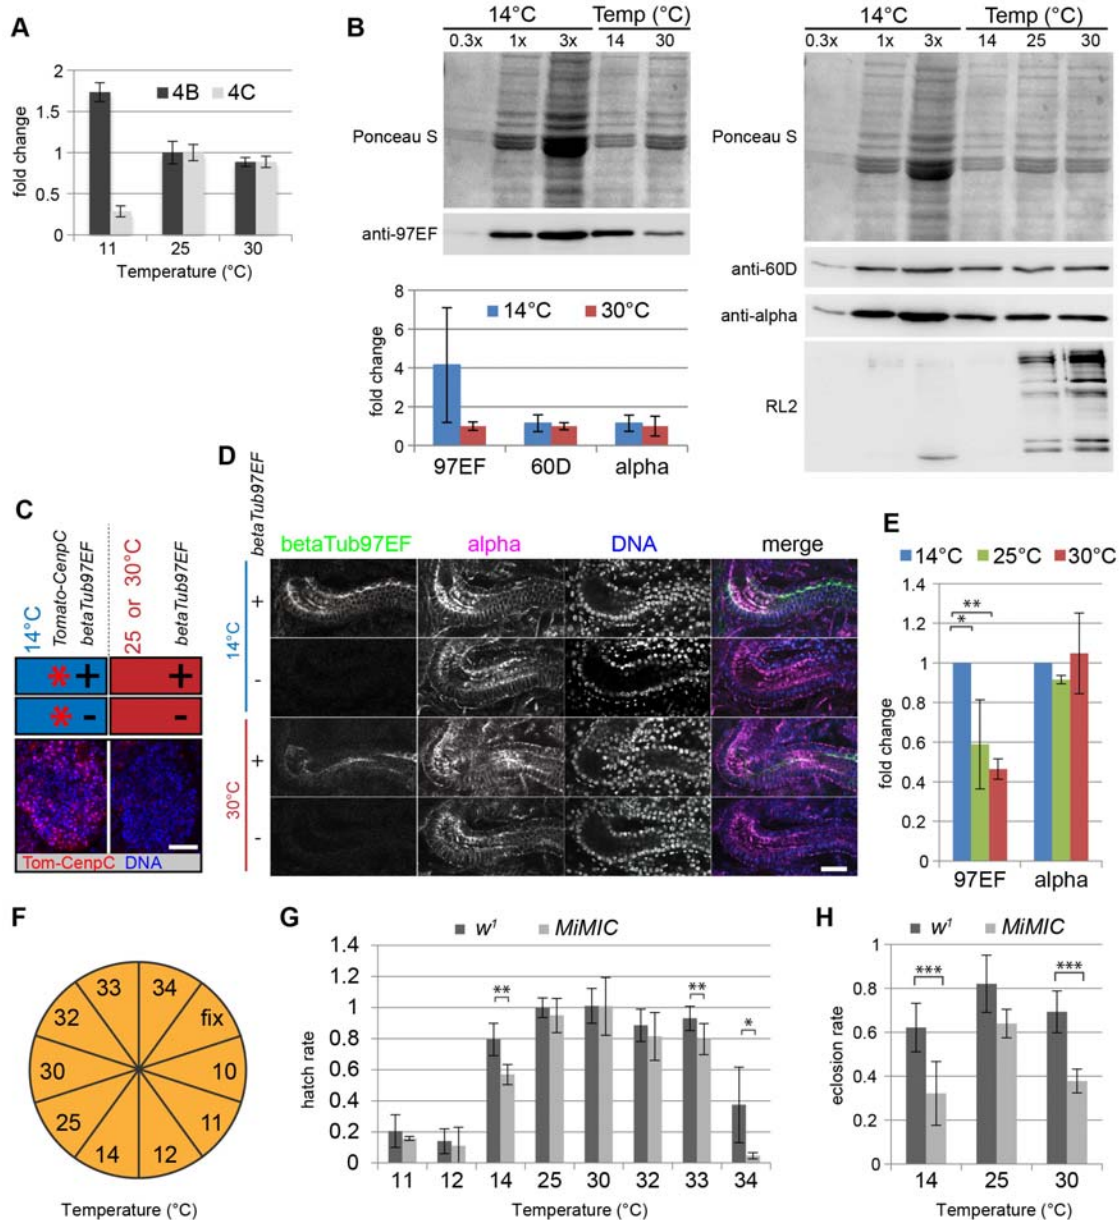 A
fold change
2
1.5
1
0.5
0
4B 4C
11 25 30
Temperature (°C)
B
14°C Temp (°C)
0.3x 1x 3x 14 30
Ponceau S
anti-97EF
fold change
8
6
4
2
0
14°C 30°C
97EF 60D alpha
14°C Temp (°C)
0.3x 1x 3x 14 25 30
Ponceau S
anti-60D
anti-alpha
RL2
C
14°C
Tomato-CenpC
betaTub97EF
25 or 30°C
betaTub97EF
* + +
* - -
Tom-CenpC DNA
D
betaTub97EF
betaTub97EF alpha DNA merge
14°C
+
-
30°C
+
-
E
14°C 25°C 30°C
fold change
1.4
1.2
1
0.8
0.6
0.4
0.2
0
**
*
97EF alpha
F
33 34
32 fix
30 10
25 11
14 12
Temperature (°C)
G
w¹ MiMIC
hatch rate
1.4
1.2
1
0.8
0.6
0.4
0.2
0
** ** *
11 12 14 25 30 32 33 34
Temperature (°C)
H
w¹ MiMIC
eclosion rate
1
0.8
0.6
0.4
0.2
0
*** ***
14 25 30
Temperature (°C)